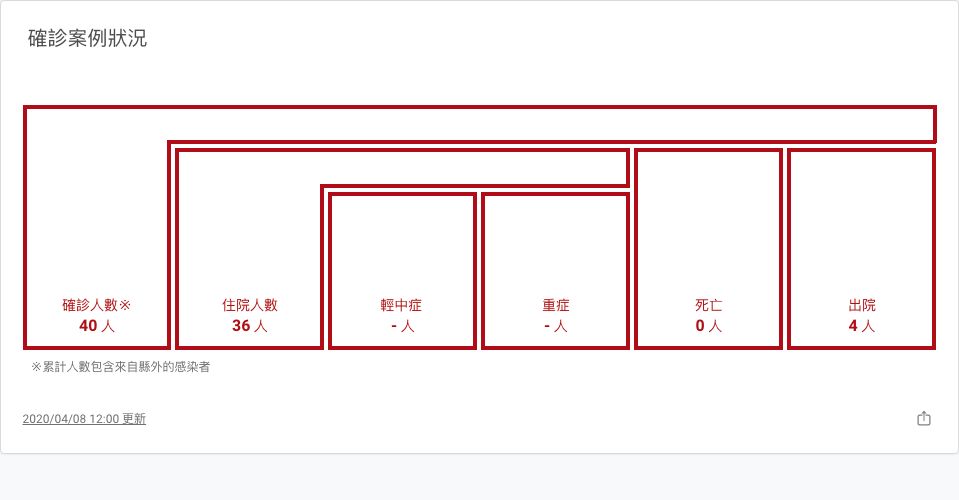 確診案例狀況
確診人數※
40 人
住院人數
36 人
輕中症
- 人
重症
- 人
死亡
0 人
出院
4 人
※累計人數包含來自縣外的感染者
2020/04/08 12:00 更新